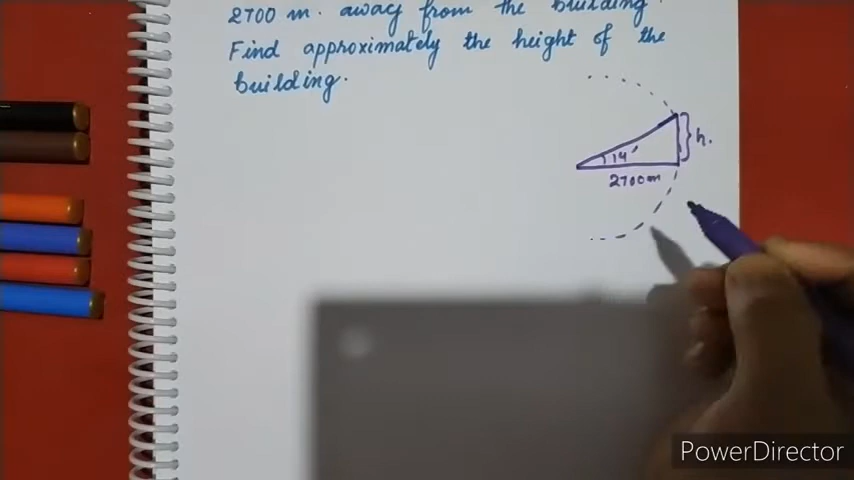 2700 m. away from the building.
Find approximately the height of the
building.
h.
14'
2700m
PowerDirector